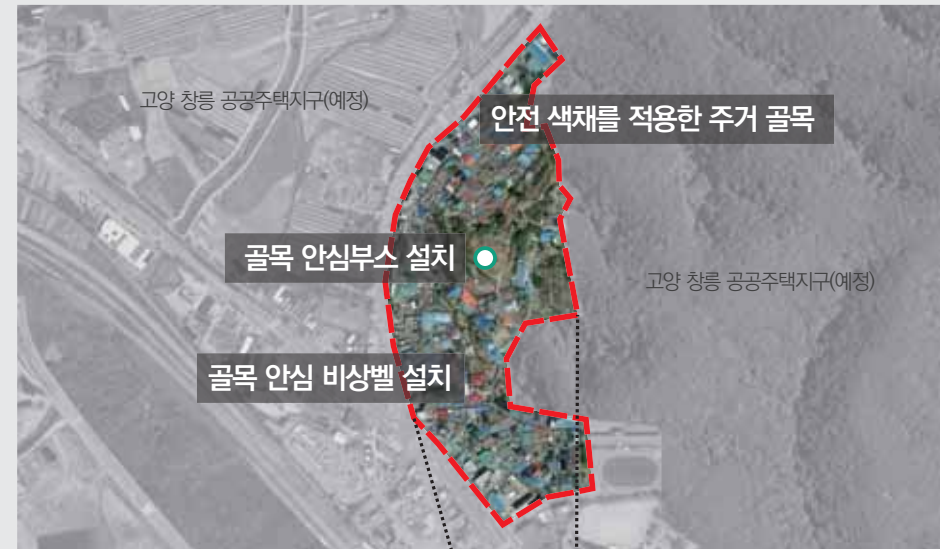 고양 창릉 공공주택지구(예정)
안전 색채를 적용한 주거 골목
골목 안심부스 설치
고양 창릉 공공주택지구(예정)
골목 안심 비상벨 설치